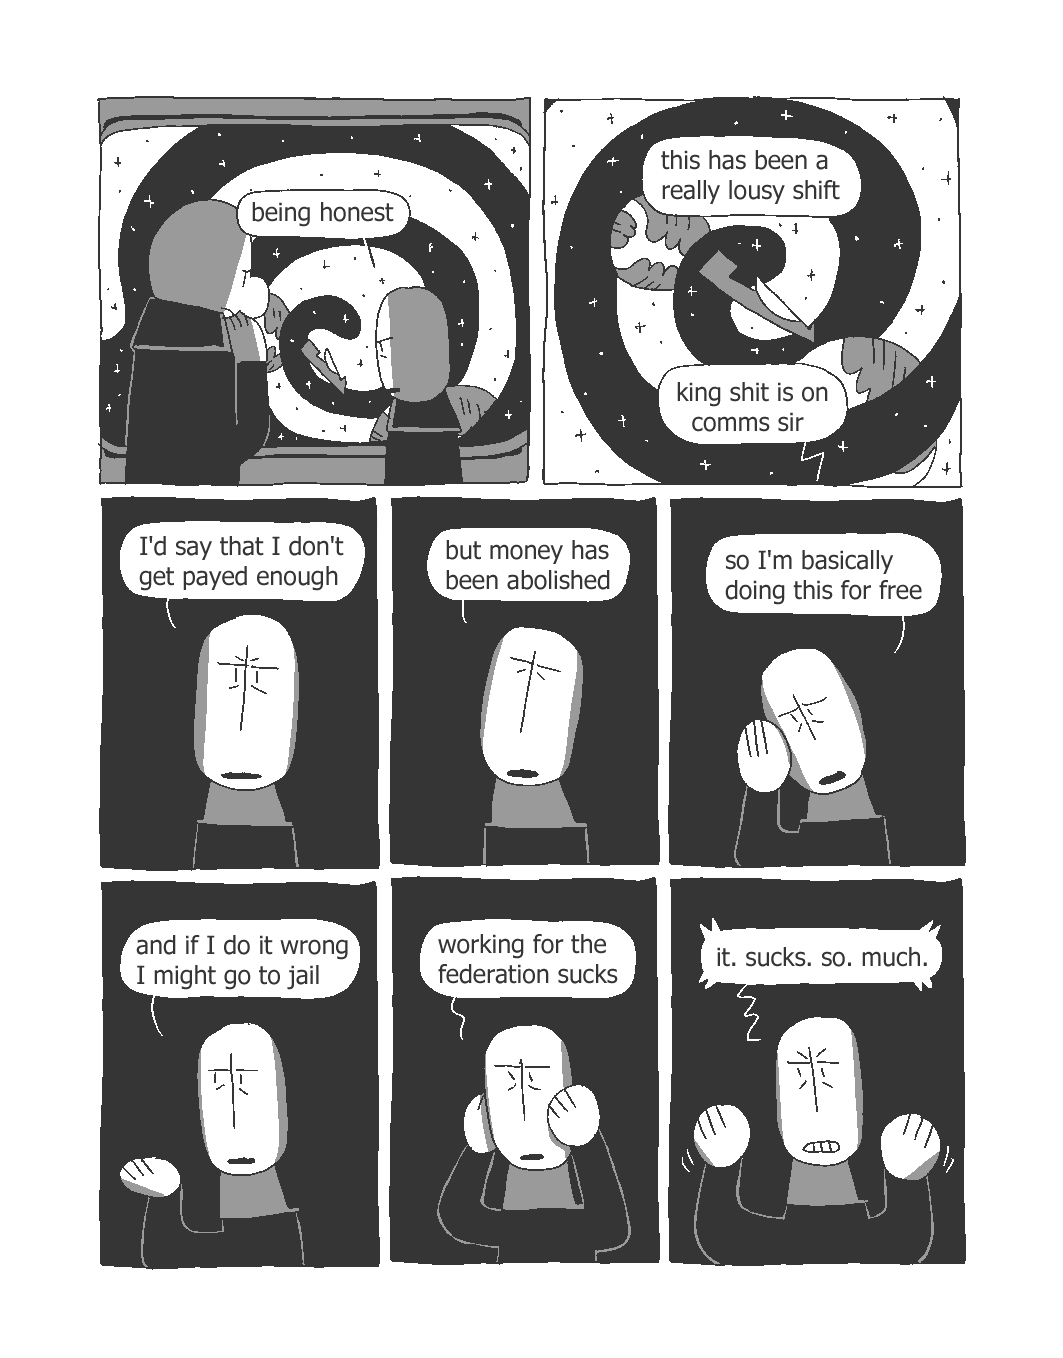 being honest
this has been a
really lousy shift
king shit is on
comms sir
I'd say that I don't
get payed enough
but money has
been abolished
so I'm basically
doing this for free
and if I do it wrong
I might go to jail
working for the
federation sucks
it. sucks. so. much.